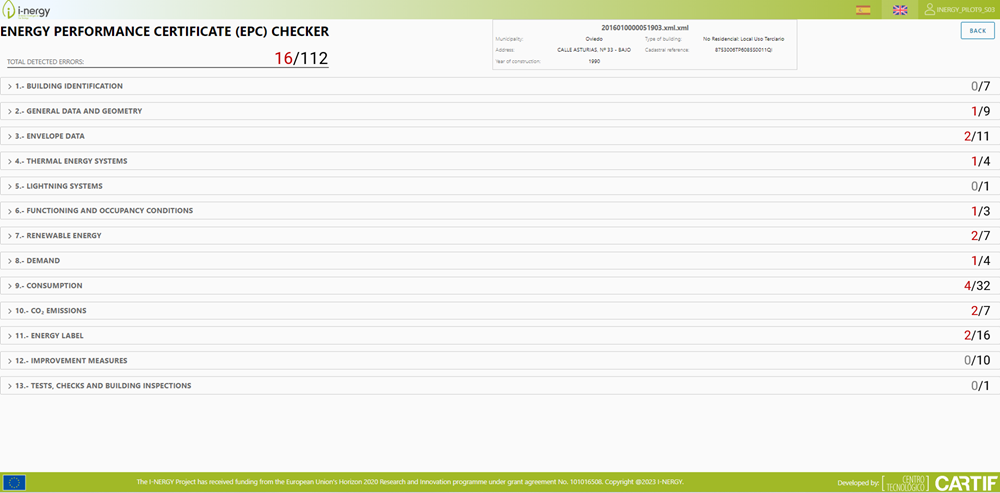 i-nergy
INERGY_PILOT9_S03
ENERGY PERFORMANCE CERTIFICATE (EPC) CHECKER
TOTAL DETECTED ERRORS: 16/112
2016010000051903.xml.xml
Municipality: Oviedo Type of building: No Residencial: Local Uso Terciario
Address: CALLE ASTURIAS, Nº 33 - BAJO Cadastral reference:
Year of construction: 1990
BACK
1.- BUILDING IDENTIFICATION 0/7
2.- GENERAL DATA AND GEOMETRY 1/9
3.- ENVELOPE DATA 2/11
4.- THERMAL ENERGY SYSTEMS 1/4
5.- LIGHTNING SYSTEMS 0/1
6.- FUNCTIONING AND OCCUPANCY CONDITIONS 1/3
7.- RENEWABLE ENERGY 2/7
8.- DEMAND 1/4
9.- CONSUMPTION 4/32
10.- CO₂ EMISSIONS 2/7
11.- ENERGY LABEL 2/16
12.- IMPROVEMENT MEASURES 0/10
13.- TESTS, CHECKS AND BUILDING INSPECTIONS 0/1
The I-NERGY Project has received funding from the European Union's Horizon 2020 Research and Innovation programme under grant agreement No. 101016508. Copyright @2023 I-NERGY.
Developed by: CENTRO TECNOLÓGICO CARTIF